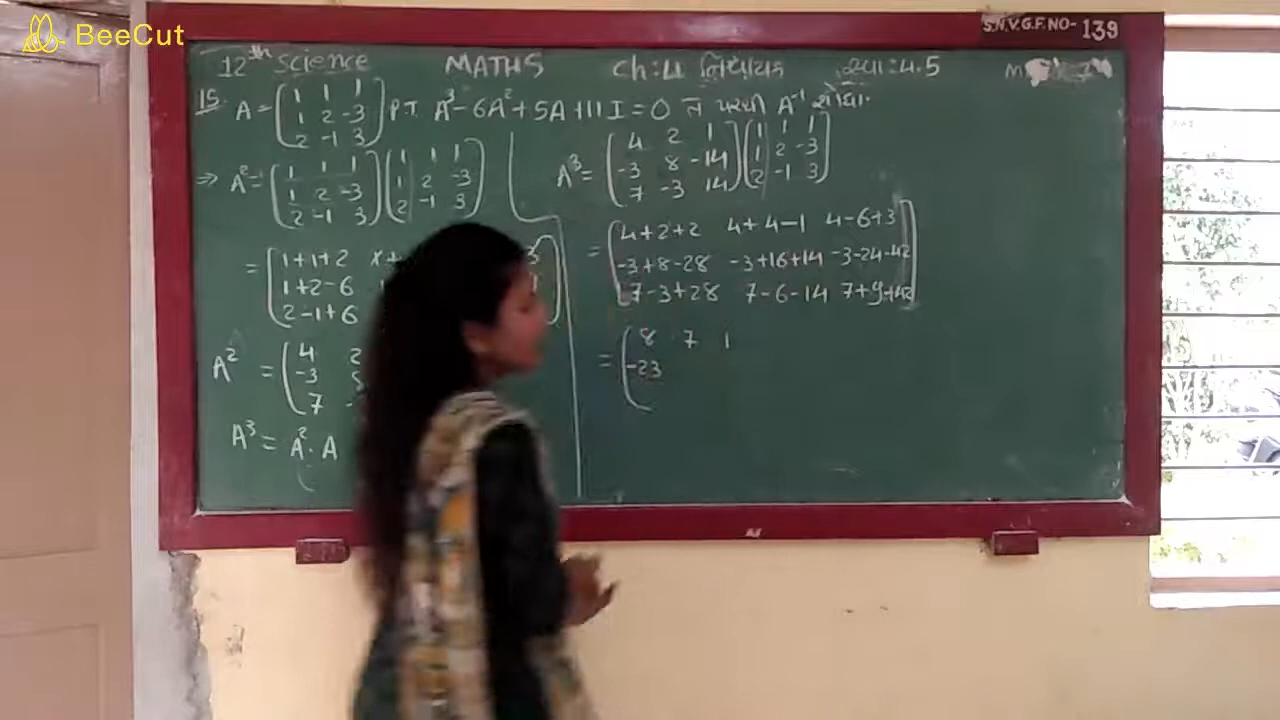 BeeCut
S.N.V.G.F.NO- 139
12th Science MATHS Ch:4 નિશ્ચાયક સ્વા:4.5
15. A = [1 1 1 P.T. A³ - 6A² + 5A + 11 I = 0 A⁻¹
1 2 -3
2 -1 3]
⇒ A² = [1 1 1 [1 1 1
1 2 -3 1 2 -3
2 -1 3] 2 -1 3]
= [1+1+2
1+2-6
2-1+6
A² = [4 2
-3 8
7 -
A³ = A² · A
A³ = [4 2 1 [1 1 1
-3 8 -14 1 2 -3
7 -3 14] 2 -1 3]
= [4+2+2 4+4-1 4-6+3
-3+8-28 -3+16+14 -3-24-42
7-3+28 7-6-14 7+9+42]
= [8 7 1
-23